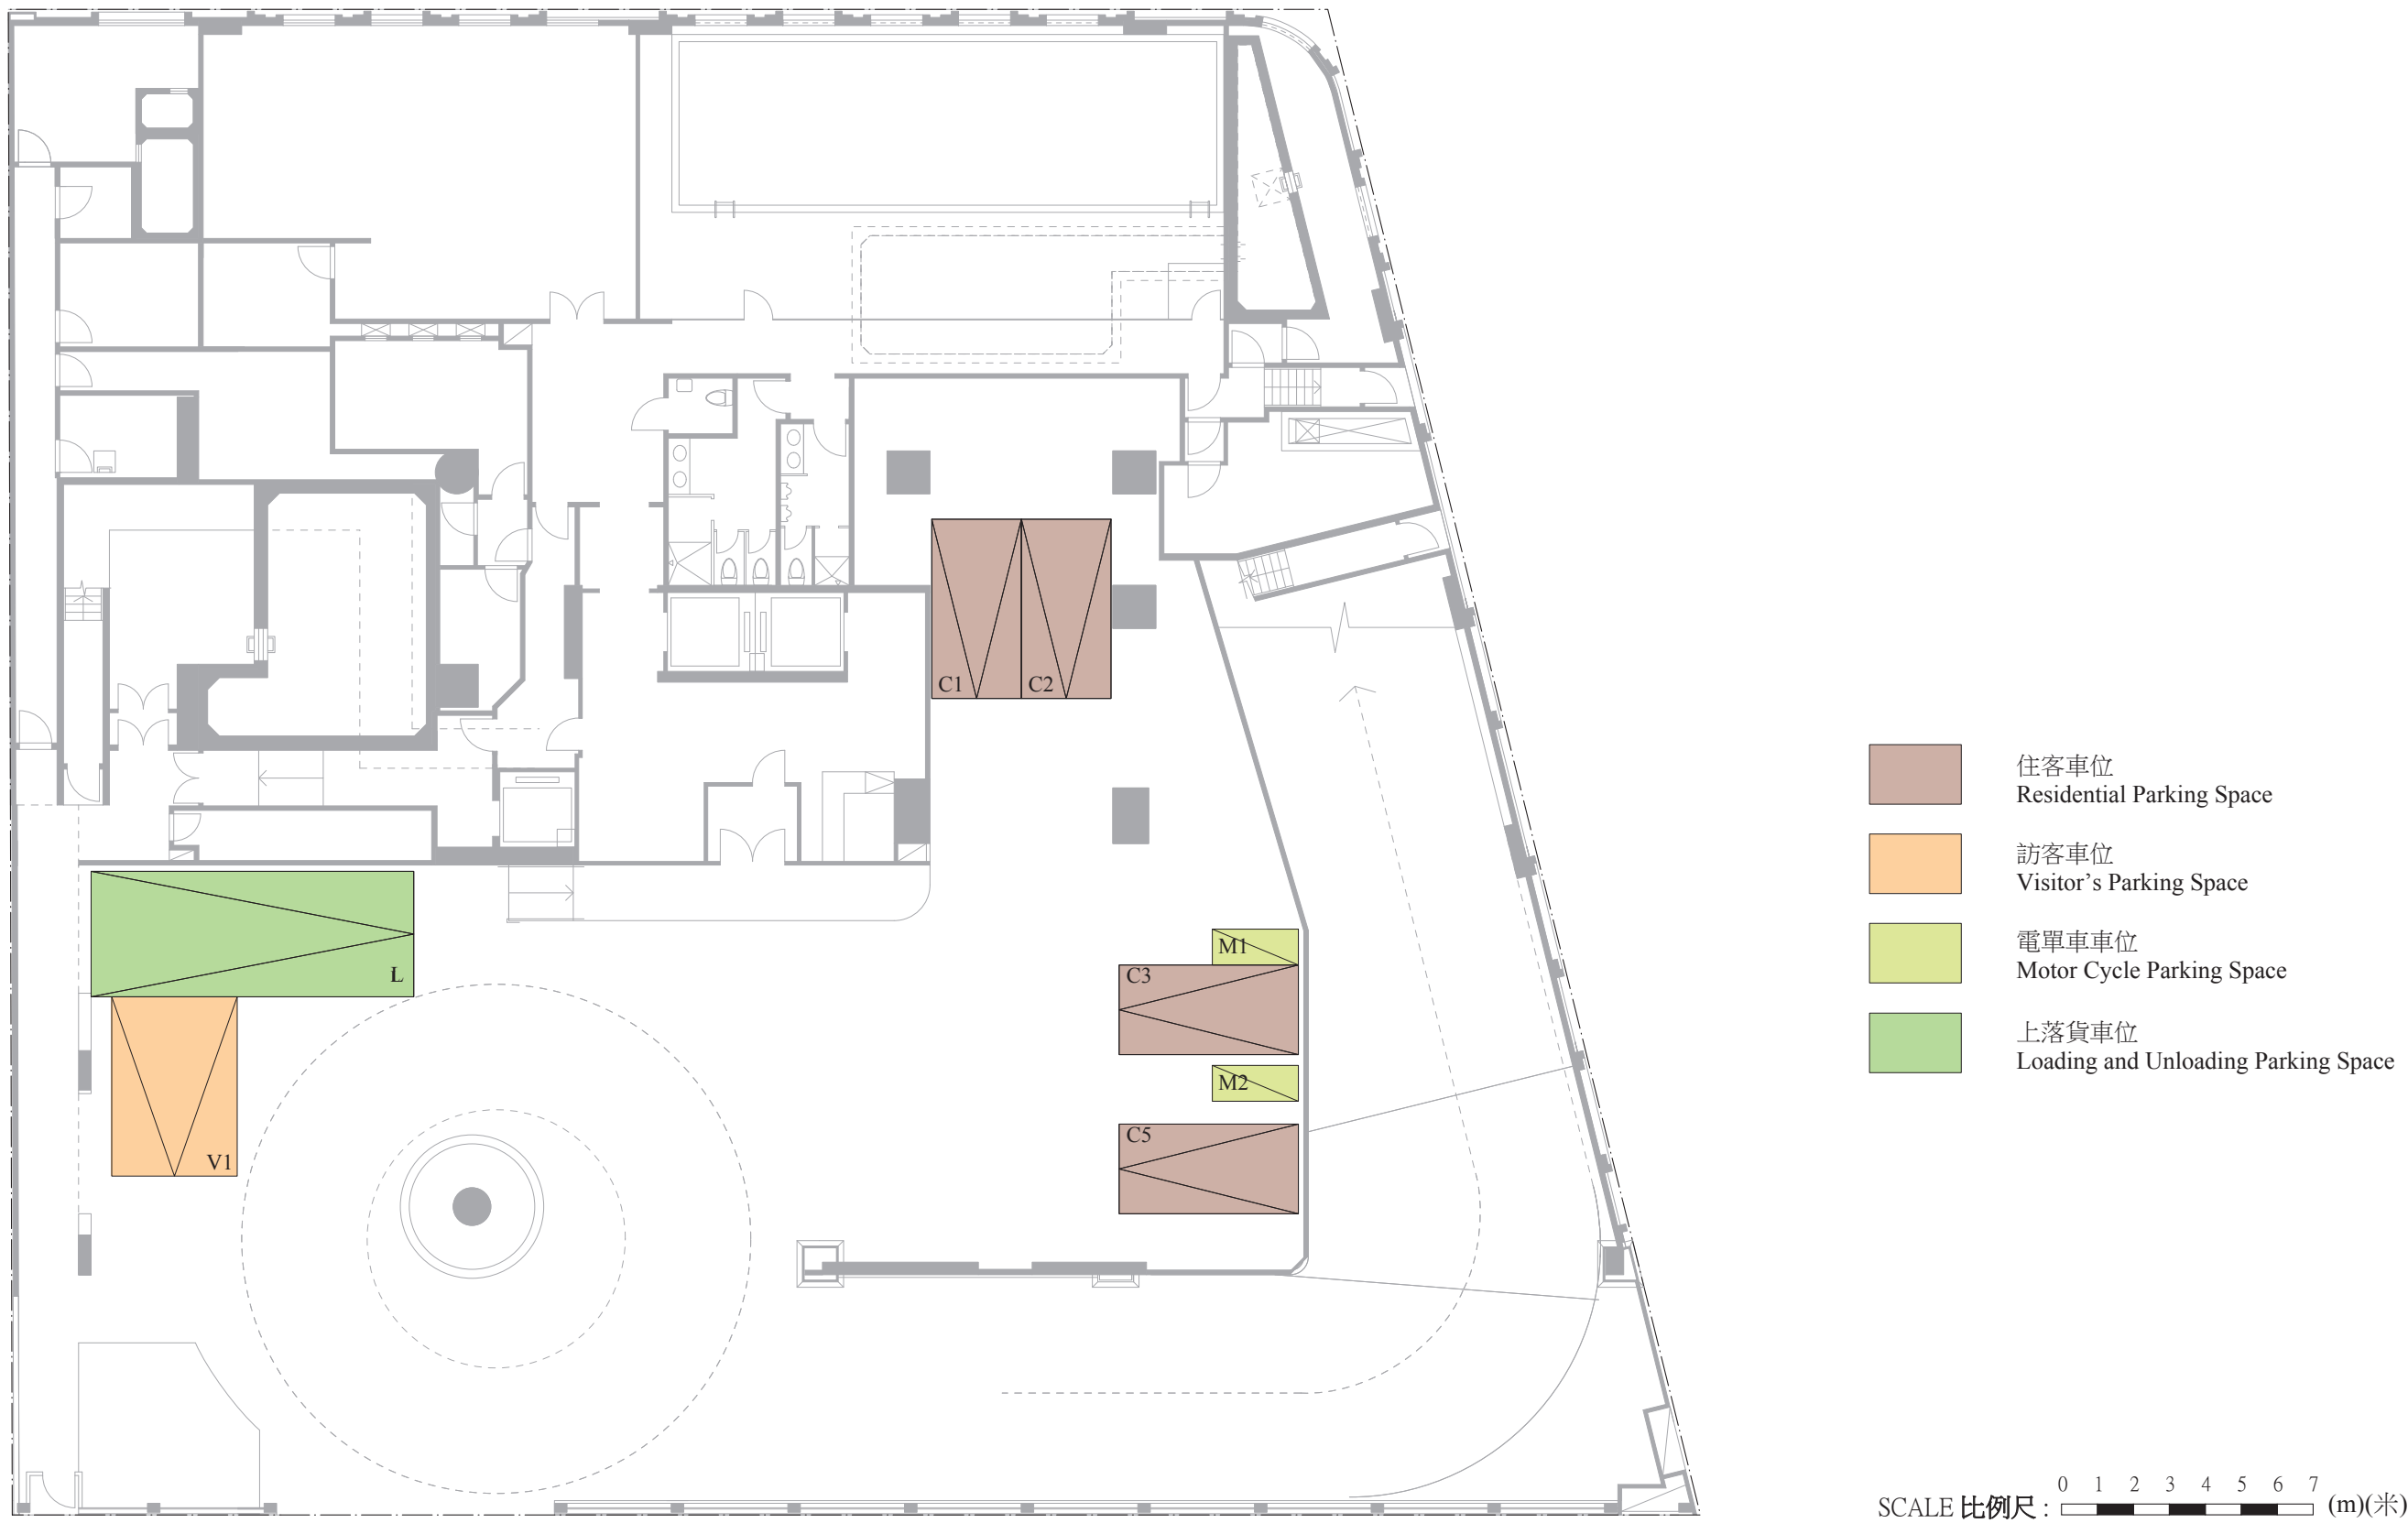 C1
C2
L
V1
M1
C3
M2
C5
住客車位
Residential Parking Space
訪客車位
Visitor’s Parking Space
電單車車位
Motor Cycle Parking Space
上落貨車位
Loading and Unloading Parking Space
0 1 2 3 4 5 6 7
SCALE 比例尺 : (m)(米)